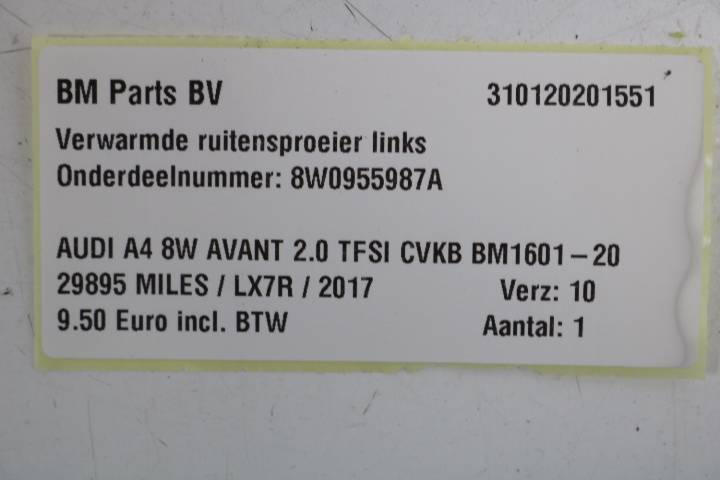 BM Parts BV 310120201551
Verwarmde ruitensproeier links
Onderdeelnummer: 8W0955987A
AUDI A4 8W AVANT 2.0 TFSI CVKB BM1601-20
29895 MILES / LX7R / 2017 Verz: 10
9.50 Euro incl. BTW Aantal: 1